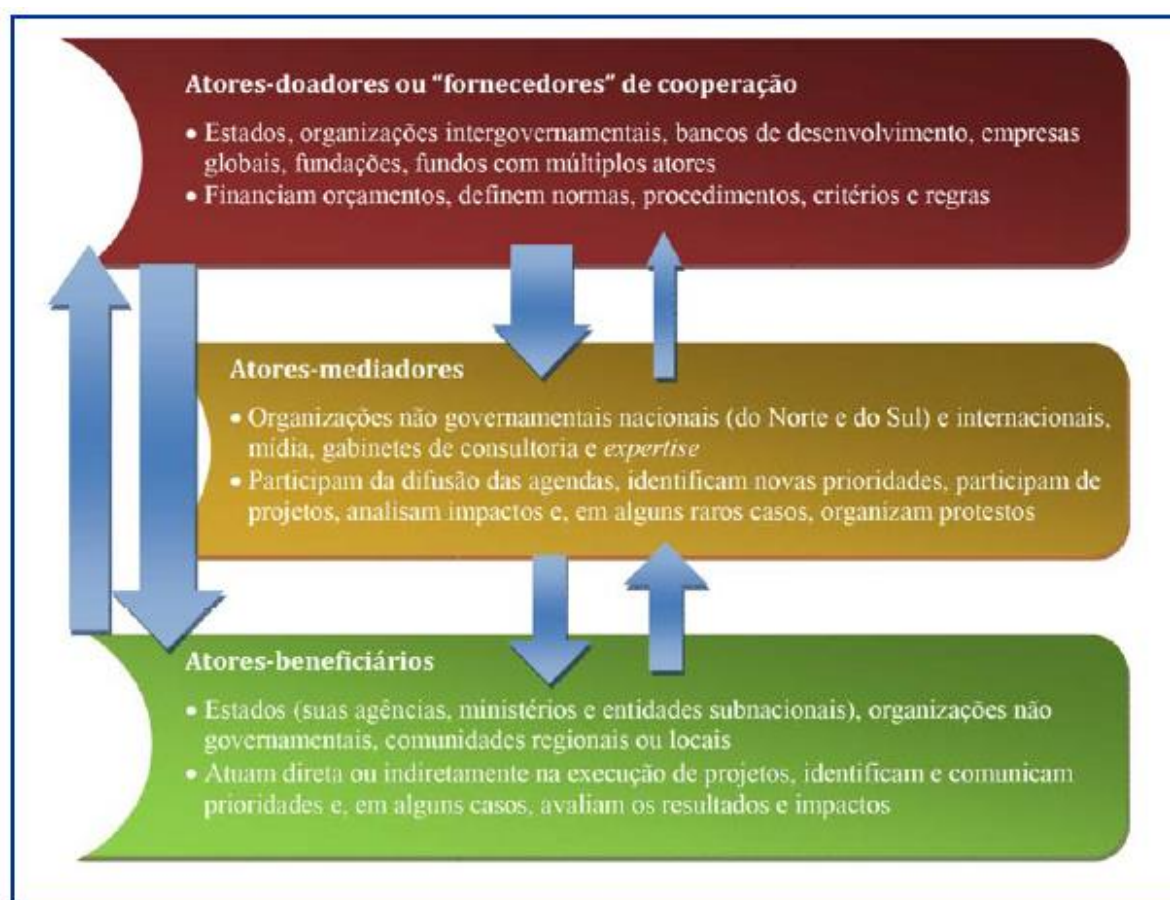 Atores-doadores ou “fornecedores” de cooperação
• Estados, organizações intergovernamentais, bancos de desenvolvimento, empresas
globais, fundações, fundos com múltiplos atores
• Financiam orçamentos, definem normas, procedimentos, critérios e regras
Atores-mediadores
• Organizações não governamentais nacionais (do Norte e do Sul) e internacionais,
mídia, gabinetes de consultoria e expertise
• Participam da difusão das agendas, identificam novas prioridades, participam de
projetos, analisam impactos e, em alguns raros casos, organizam protestos
Atores-beneficiários
• Estados (suas agências, ministérios e entidades subnacionais), organizações não
governamentais, comunidades regionais ou locais
• Atuam direta ou indiretamente na execução de projetos, identificam e comunicam
prioridades e, em alguns casos, avaliam os resultados e impactos